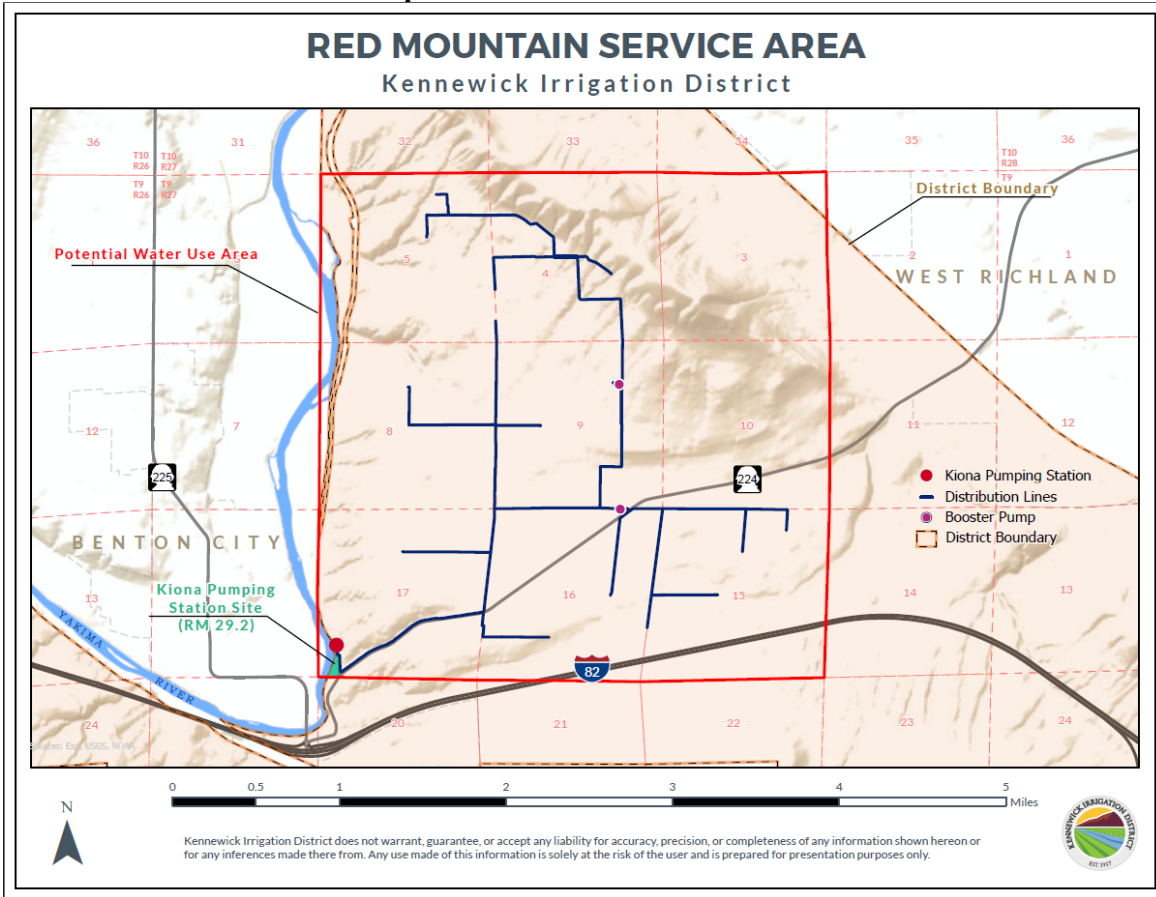 RED MOUNTAIN SERVICE AREA
Kennewick Irrigation District
36
31
32
33
34
35
36
T10 T10
R26 R27
T9 T9
R26 R27
T10
R28
T9
District Boundary
Potential Water Use Area
5
4
3
2
1
WEST RICHLAND
12
7
8
9
10
11
12
225
224
Kiona Pumping Station
Distribution Lines
Booster Pump
District Boundary
BENTON CITY
Kiona Pumping
Station Site
(RM 29.2)
13
17
16
15
14
13
YAKIMA
RIVER
82
24
20
21
22
23
24
Sources: Esri, USGS, NOAA
0 0.5 1 2 3 4 5
Miles
N
Kennewick Irrigation District does not warrant, guarantee, or accept any liability for accuracy, precision, or completeness of any information shown hereon or
for any inferences made there from. Any use made of this information is solely at the risk of the user and is prepared for presentation purposes only.
KENNEWICK IRRIGATION DISTRICT
EST. 1917